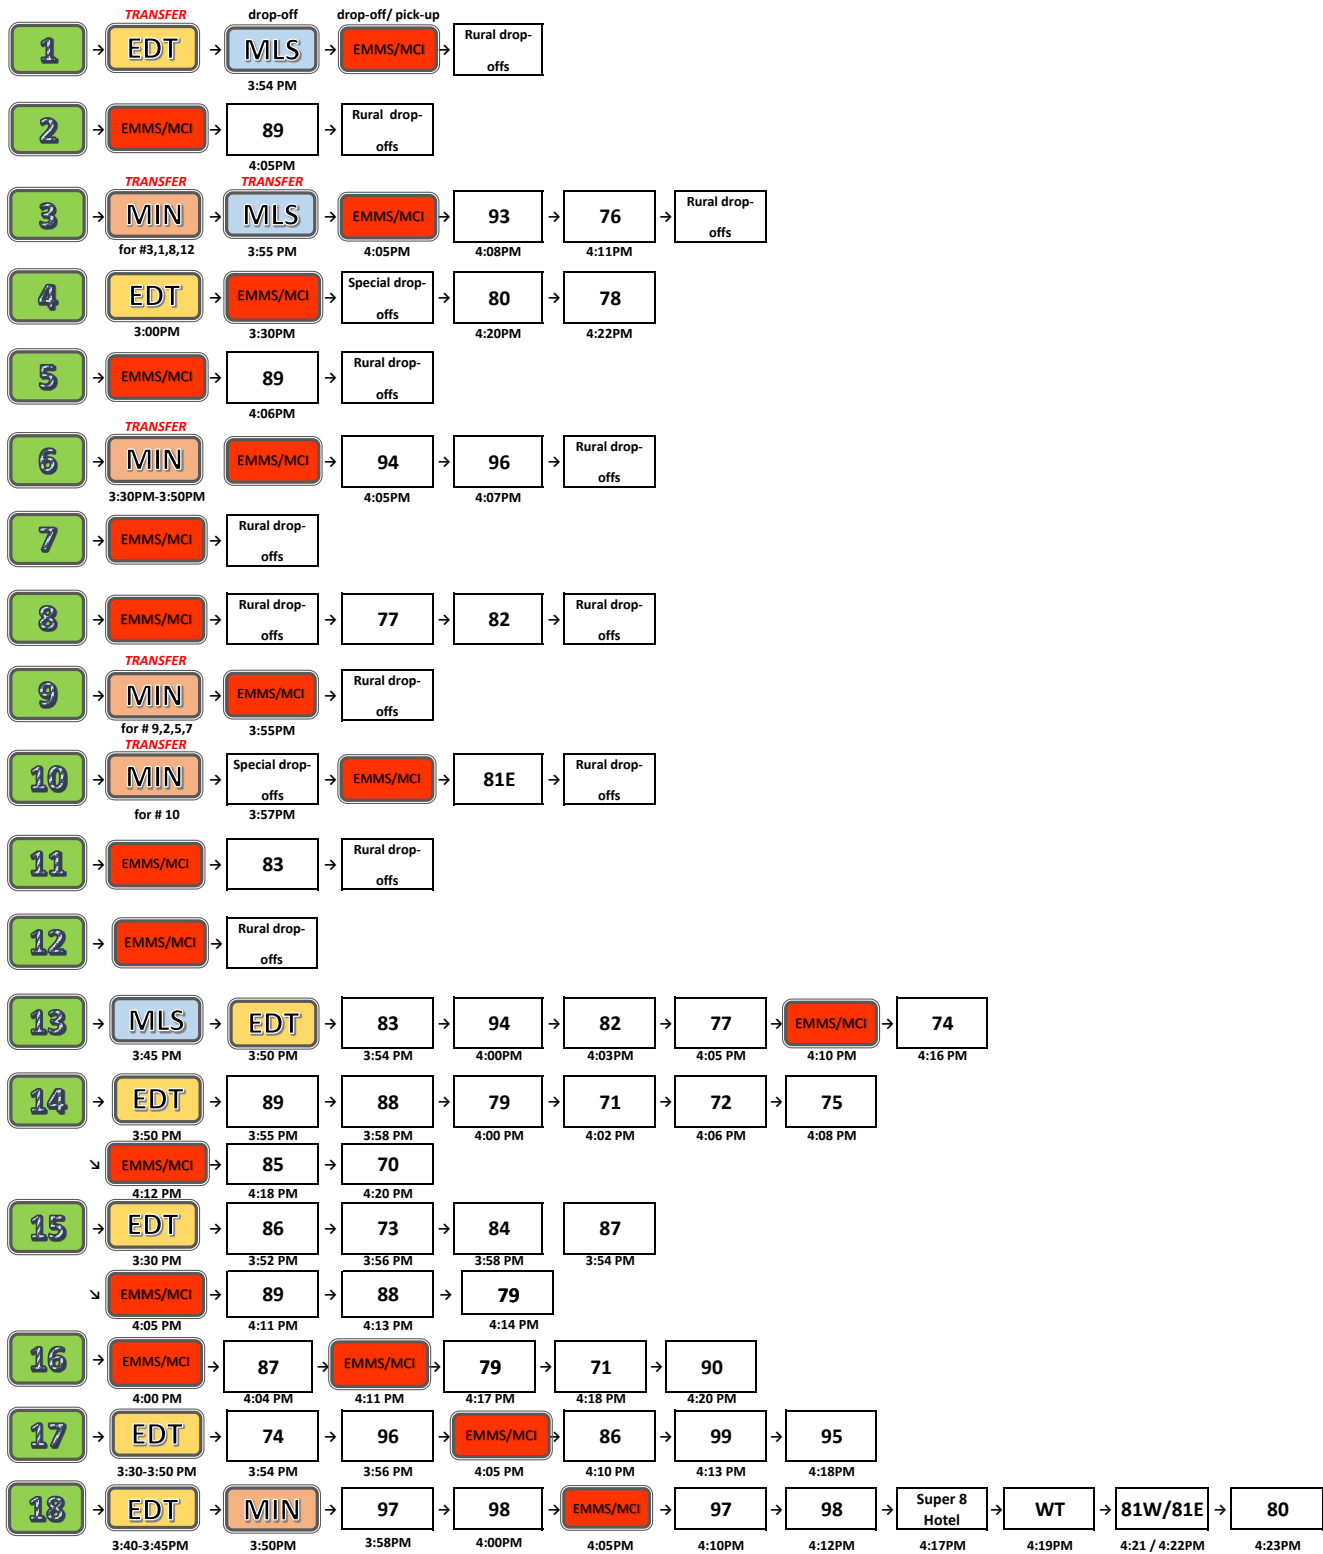 TRANSFER drop-off drop-off/ pick-up
1 → EDT → MLS → EMMS/MCI → Rural drop-
offs
3:54 PM
2 → EMMS/MCI → 89 → Rural drop-
offs
4:05PM
TRANSFER TRANSFER
3 → MIN → MLS → EMMS/MCI → 93 → 76 → Rural drop-
offs
for #3,1,8,12 3:55 PM 4:05PM 4:08PM 4:11PM
4 EDT → EMMS/MCI Special drop-
offs → 80 → 78
3:00PM 3:30PM 4:20PM 4:22PM
5 → EMMS/MCI → 89 → Rural drop-
offs
4:06PM
TRANSFER
6 → MIN EMMS/MCI → 94 → 96 → Rural drop-
offs
3:30PM-3:50PM 4:05PM 4:07PM
7 → EMMS/MCI → Rural drop-
offs
8 → EMMS/MCI → Rural drop-
offs → 77 → 82 → Rural drop-
offs
TRANSFER
9 → MIN → EMMS/MCI → Rural drop-
offs
for # 9,2,5,7 3:55PM
TRANSFER
10 → MIN → Special drop-
offs → EMMS/MCI → 81E → Rural drop-
offs
for # 10 3:57PM
11 → EMMS/MCI → 83 → Rural drop-
offs
12 → EMMS/MCI → Rural drop-
offs
13 → MLS → EDT → 83 → 94 → 82 → 77 → EMMS/MCI → 74
3:45 PM 3:50 PM 3:54 PM 4:00PM 4:03PM 4:05 PM 4:10 PM 4:16 PM
14 → EDT → 89 → 88 → 79 → 71 → 72 → 75
3:50 PM 3:55 PM 3:58 PM 4:00 PM 4:02 PM 4:06 PM 4:08 PM
↘ EMMS/MCI → 85 → 70
4:12 PM 4:18 PM 4:20 PM
15 → EDT → 86 → 73 → 84 87
3:30 PM 3:52 PM 3:56 PM 3:58 PM 3:54 PM
↘ EMMS/MCI → 89 → 88 → 79
4:05 PM 4:11 PM 4:13 PM 4:14 PM
16 → EMMS/MCI → 87 → EMMS/MCI → 79 → 71 → 90
4:00 PM 4:04 PM 4:11 PM 4:17 PM 4:18 PM 4:20 PM
17 → EDT → 74 → 96 → EMMS/MCI → 86 → 99 → 95
3:30-3:50 PM 3:54 PM 3:56 PM 4:05 PM 4:10 PM 4:13 PM 4:18PM
18 → EDT → MIN → 97 → 98 → EMMS/MCI → 97 → 98 → Super 8
Hotel → WT → 81W/81E → 80
3:40-3:45PM 3:50PM 3:58PM 4:00PM 4:05PM 4:10PM 4:12PM 4:17PM 4:19PM 4:21 / 4:22PM 4:23PM